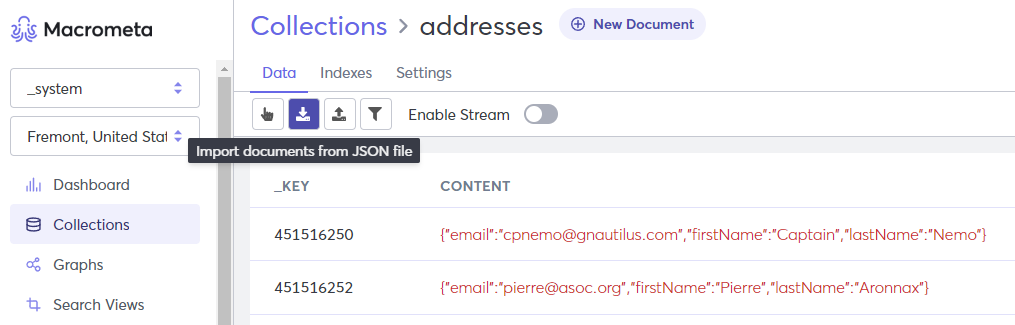 Macrometa
Collections > addresses
New Document
_system
Data Indexes Settings
Enable Stream
Fremont, United Stat
Import documents from JSON file
Dashboard
Collections
Graphs
Search Views
_KEY CONTENT
451516250 {"email":"cpnemo@gnautilus.com","firstName":"Captain","lastName":"Nemo"}
451516252 {"email":"pierre@asoc.org","firstName":"Pierre","lastName":"Aronnax"}